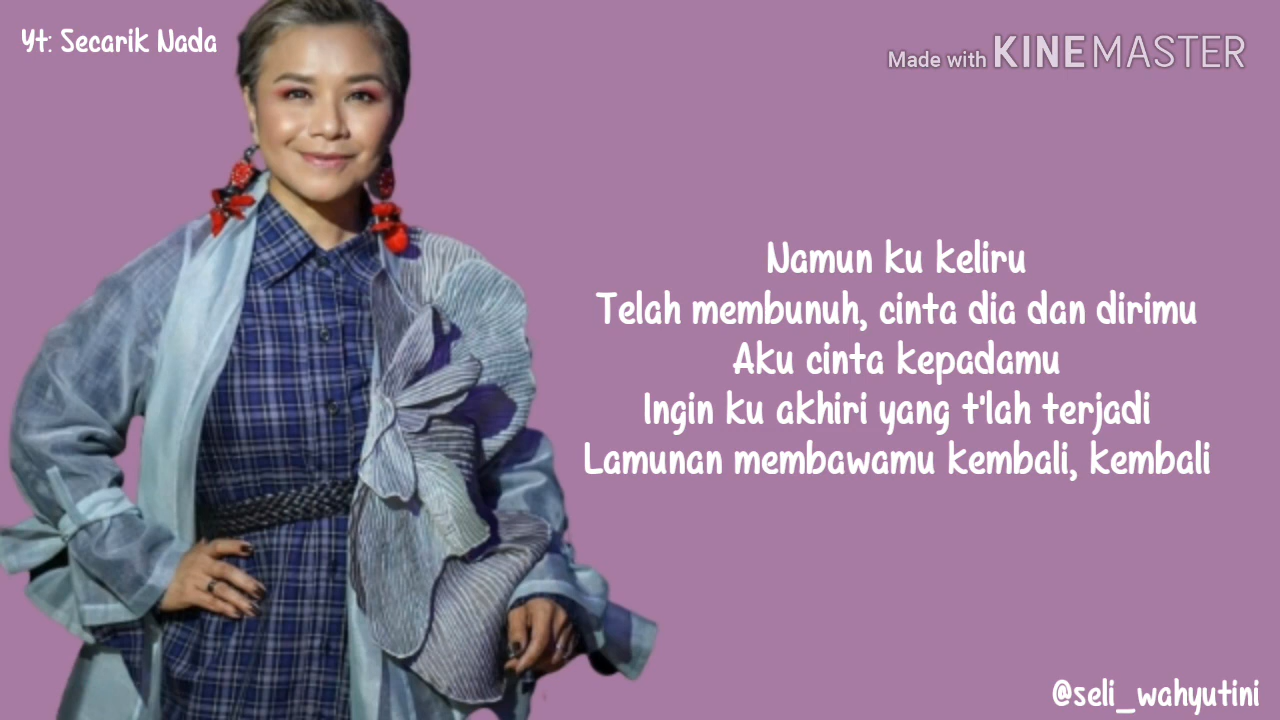 Yt: Secarik Nada
Made with KINEMASTER
Namun ku keliru
Telah membunuh, cinta dia dan dirimu
Aku cinta kepadamu
Ingin ku akhiri yang t'lah terjadi
Lamunan membawamu kembali, kembali
@seli_wahyutini